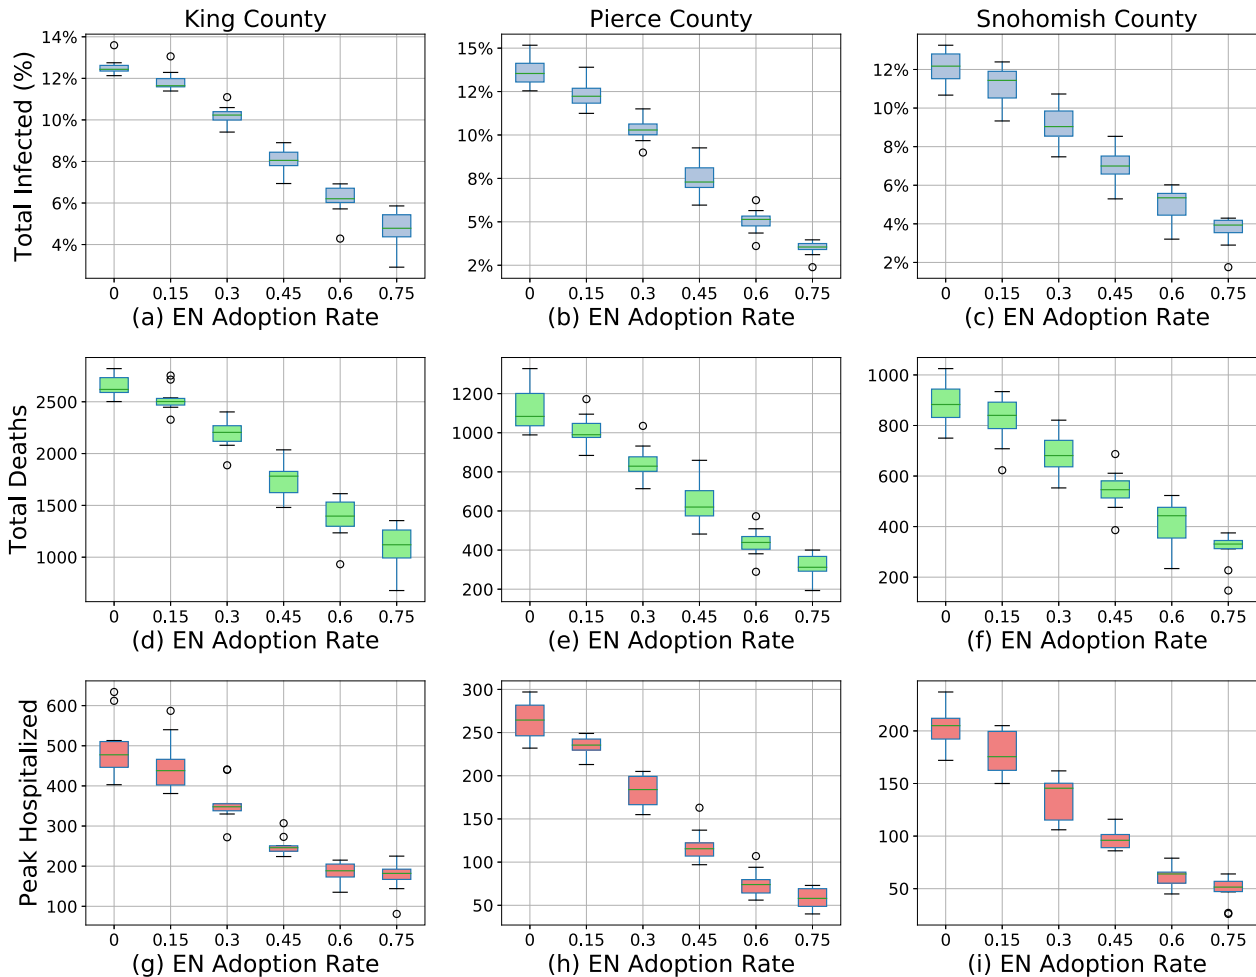 King County Pierce County Snohomish County
Total Infected (%)
14%
12%
10%
8%
6%
4%
0 0.15 0.3 0.45 0.6 0.75
(a) EN Adoption Rate
15%
12%
10%
8%
5%
2%
0 0.15 0.3 0.45 0.6 0.75
(b) EN Adoption Rate
12%
10%
8%
6%
4%
2%
0 0.15 0.3 0.45 0.6 0.75
(c) EN Adoption Rate
Total Deaths
2500
2000
1500
1000
0 0.15 0.3 0.45 0.6 0.75
(d) EN Adoption Rate
1200
1000
800
600
400
200
0 0.15 0.3 0.45 0.6 0.75
(e) EN Adoption Rate
1000
800
600
400
200
0 0.15 0.3 0.45 0.6 0.75
(f) EN Adoption Rate
Peak Hospitalized
600
500
400
300
200
100
0 0.15 0.3 0.45 0.6 0.75
(g) EN Adoption Rate
300
250
200
150
100
50
0 0.15 0.3 0.45 0.6 0.75
(h) EN Adoption Rate
200
150
100
50
0 0.15 0.3 0.45 0.6 0.75
(i) EN Adoption Rate